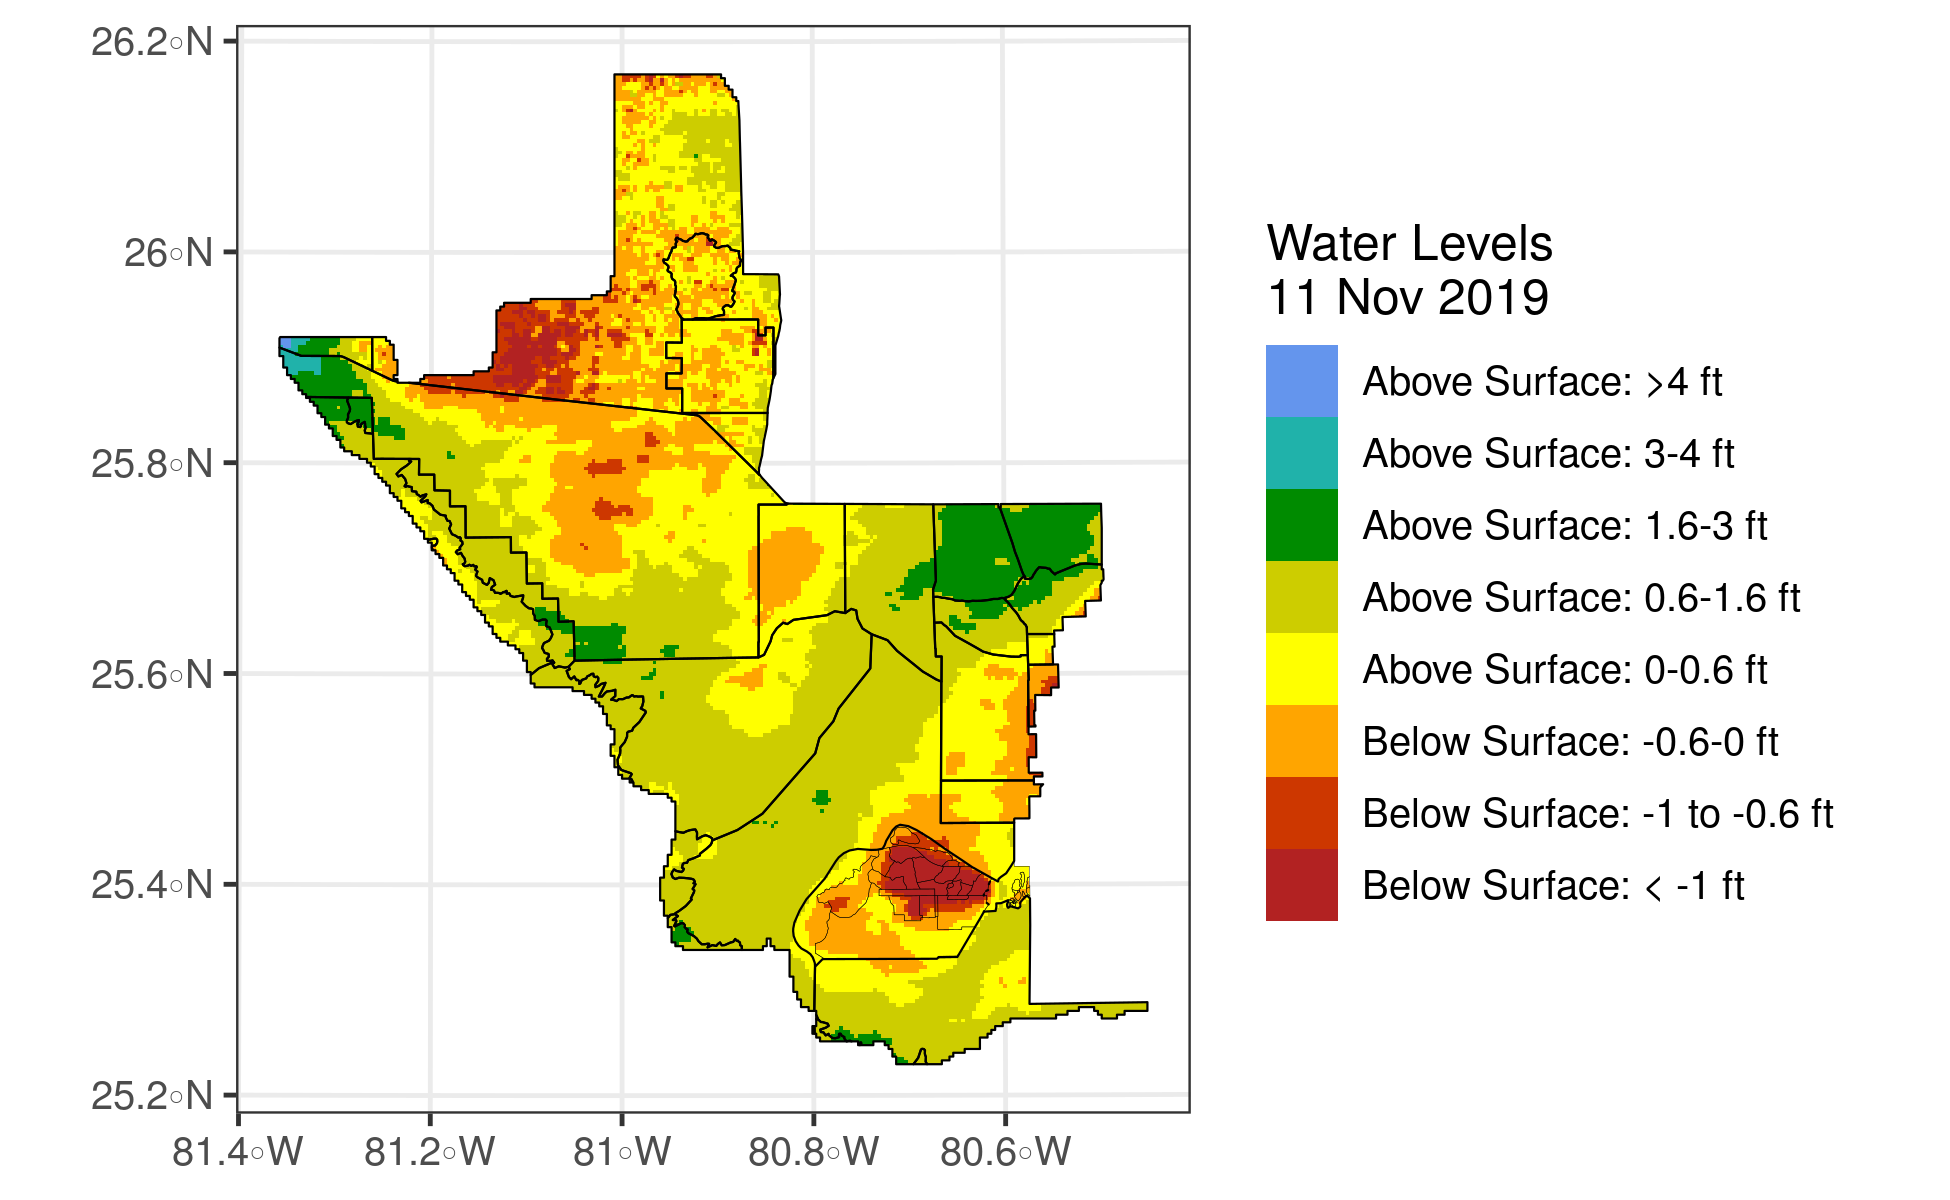 26.2°N
26°N
25.8°N
25.6°N
25.4°N
25.2°N
81.4°W 81.2°W 81°W 80.8°W 80.6°W
Water Levels
11 Nov 2019
Above Surface: >4 ft
Above Surface: 3-4 ft
Above Surface: 1.6-3 ft
Above Surface: 0.6-1.6 ft
Above Surface: 0-0.6 ft
Below Surface: -0.6-0 ft
Below Surface: -1 to -0.6 ft
Below Surface: < -1 ft